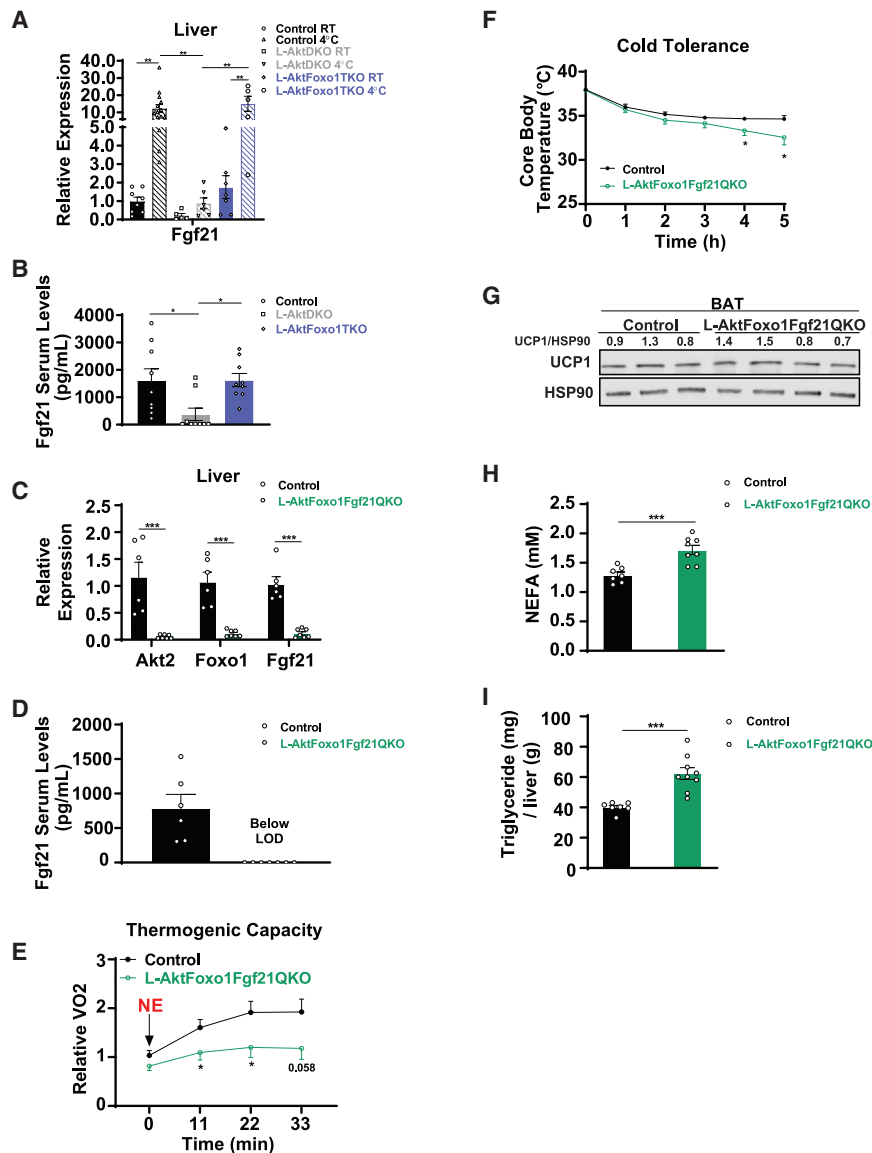 A
Liver
Control RT
Control 4°C
L-AktDKO RT
L-AktDKO 4°C
L-AktFoxo1TKO RT
L-AktFoxo1TKO 4°C
** ** ** **
Relative Expression
40.0
30.0
20.0
10.0
5.0
4.0
3.0
2.0
1.0
0.0
Fgf21
B
Control
L-AktDKO
L-AktFoxo1TKO
* *
Fgf21 Serum Levels
(pg/mL)
4000
3000
2000
1000
0
C
Liver
Control
L-AktFoxo1Fgf21QKO
*** *** ***
Relative
Expression
2.5
2.0
1.5
1.0
0.5
0.0
Akt2 Foxo1 Fgf21
D
Control
L-AktFoxo1Fgf21QKO
Fgf21 Serum Levels
(pg/mL)
2000
1500
1000
500
0
Below
LOD
E
Thermogenic Capacity
Control
L-AktFoxo1Fgf21QKO
NE
Relative VO2
3
2
1
0
* * 0.058
0 11 22 33
Time (min)
F
Cold Tolerance
Core Body
Temperature (°C)
40
35
30
25
Control
L-AktFoxo1Fgf21QKO
* *
0 1 2 3 4 5
Time (h)
G
BAT
Control L-AktFoxo1Fgf21QKO
UCP1/HSP90 0.9 1.3 0.8 1.4 1.5 0.8 0.7
UCP1
HSP90
H
Control
L-AktFoxo1Fgf21QKO
***
NEFA (mM)
2.5
2.0
1.5
1.0
0.5
0.0
I
Control
L-AktFoxo1Fgf21QKO
***
Triglyceride (mg)
/ liver (g)
100
80
60
40
20
0